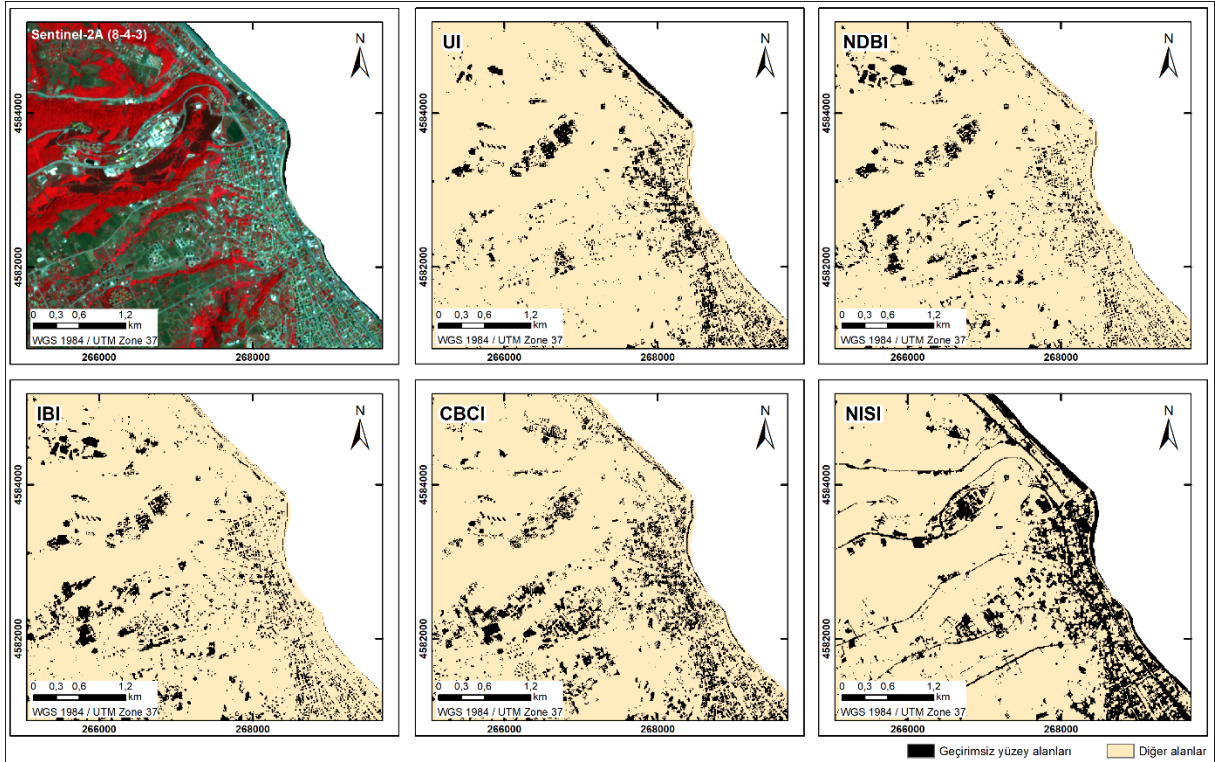 Sentinel-2A (8-4-3)
N
4584000
4582000
0 0,3 0,6 1,2
km
WGS 1984 / UTM Zone 37
266000 268000
UI
N
4584000
4582000
0 0,3 0,6 1,2
km
WGS 1984 / UTM Zone 37
266000 268000
NDBI
N
4584000
4582000
0 0,3 0,6 1,2
km
WGS 1984 / UTM Zone 37
266000 268000
IBI
N
4584000
4582000
0 0,3 0,6 1,2
km
WGS 1984 / UTM Zone 37
266000 268000
CBCI
N
4584000
4582000
0 0,3 0,6 1,2
km
WGS 1984 / UTM Zone 37
266000 268000
NISI
N
4584000
4582000
0 0,3 0,6 1,2
km
WGS 1984 / UTM Zone 37
266000 268000
Geçirimsiz yüzey alanları Diğer alanlar